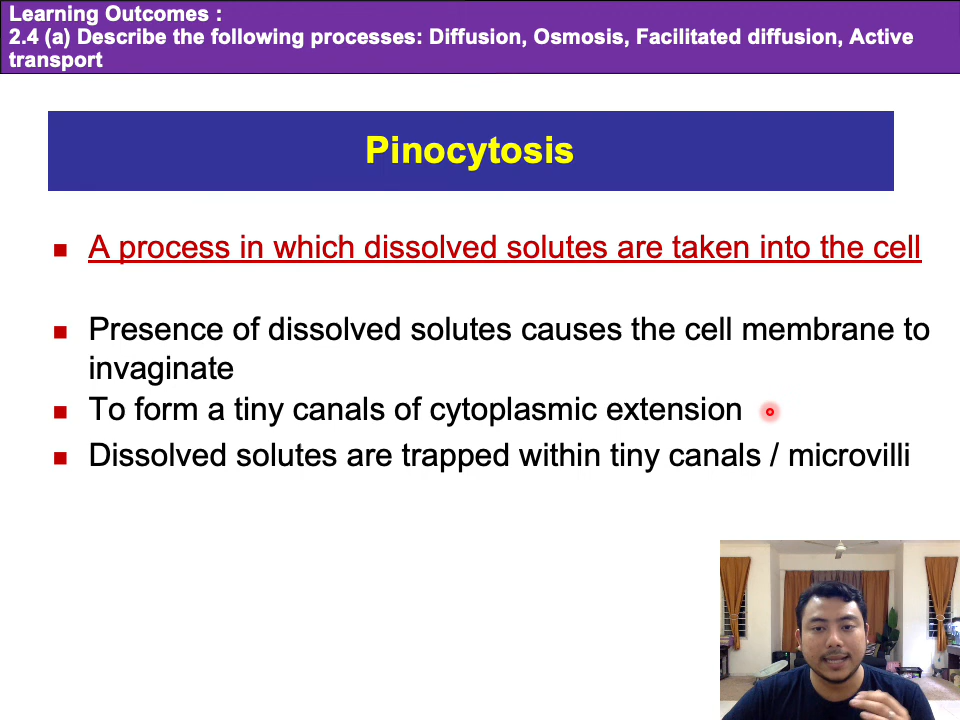 Learning Outcomes :
2.4 (a) Describe the following processes: Diffusion, Osmosis, Facilitated diffusion, Active
transport
Pinocytosis
A process in which dissolved solutes are taken into the cell
Presence of dissolved solutes causes the cell membrane to
invaginate
To form a tiny canals of cytoplasmic extension
Dissolved solutes are trapped within tiny canals / microvilli